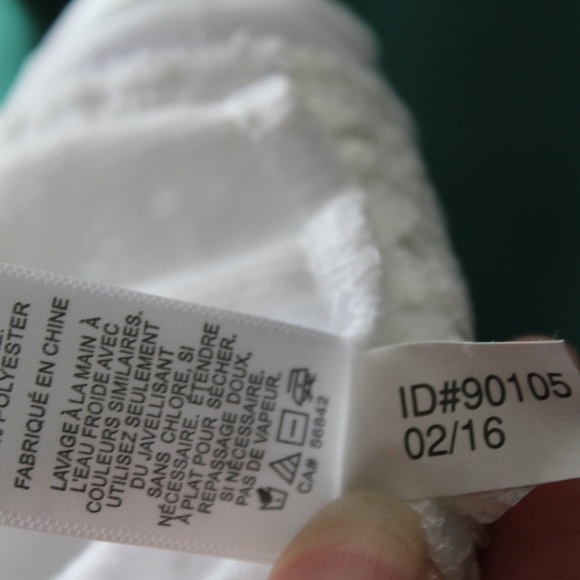 POLYESTER
FABRIQUÉ EN CHINE
LAVAGE À LA MAIN À
L'EAU FROIDE AVEC
COULEURS SIMILAIRES.
UTILISEZ SEULEMENT
DU JAVELLISANT
SANS CHLORE, SI
NÉCESSAIRE. ÉTENDRE
À PLAT POUR SÉCHER.
REPASSAGE DOUX,
SI NÉCESSAIRE.
PAS DE VAPEUR.
CA# 56842
ID#90105
02/16